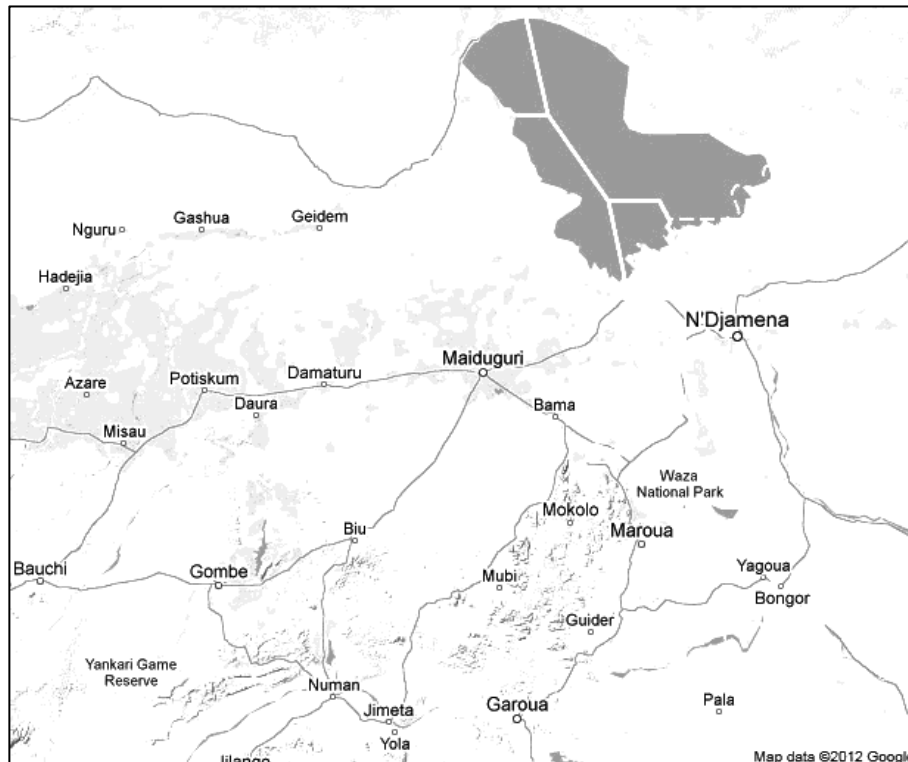 Nguru
Gashua
Geidem
Hadejia
N'Djamena
Maiduguri
Azare
Potiskum
Damaturu
Daura
Bama
Misau
Waza
National Park
Mokolo
Biu
Maroua
Bauchi
Gombe
Mubi
Yagoua
Bongor
Guider
Yankari Game
Reserve
Numan
Garoua
Pala
Jimeta
Yola
Map data ©2012 Google